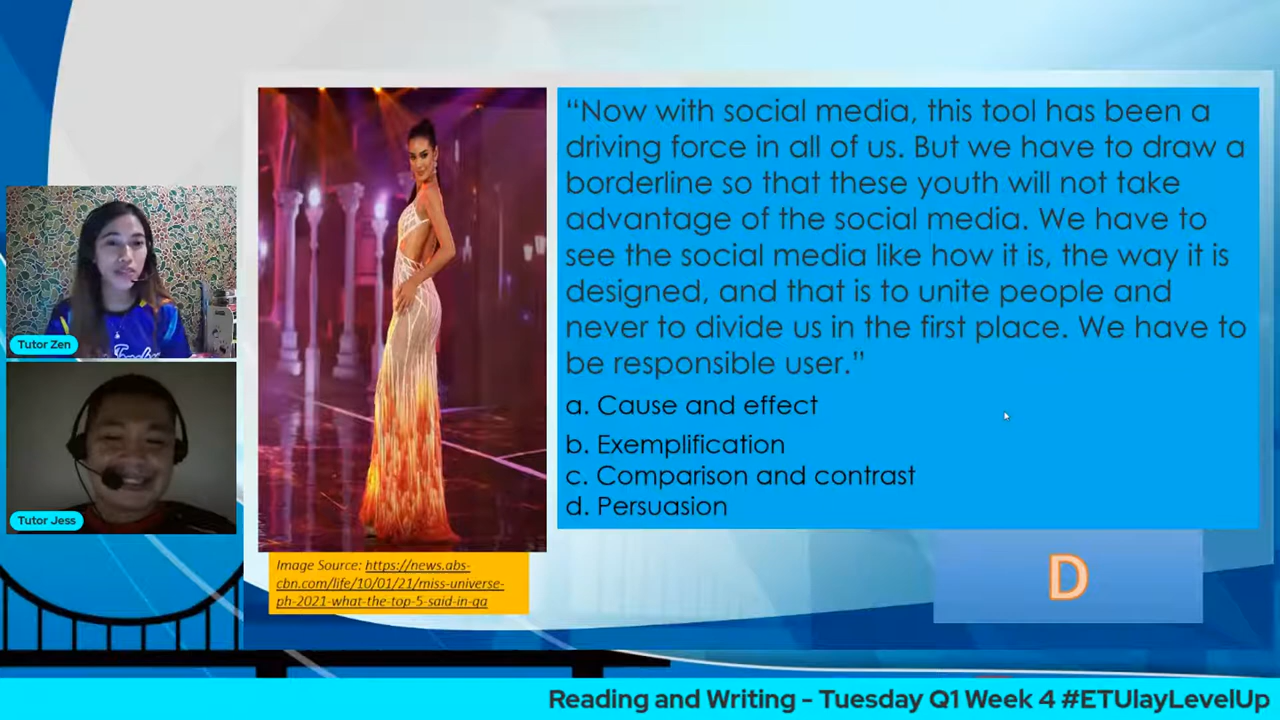 “Now with social media, this tool has been a
driving force in all of us. But we have to draw a
borderline so that these youth will not take
advantage of the social media. We have to
see the social media like how it is, the way it is
designed, and that is to unite people and
never to divide us in the first place. We have to
be responsible user.”
a. Cause and effect
b. Exemplification
c. Comparison and contrast
d. Persuasion
D
Tutor Zen
Tutor Jess
Image Source: https://news.abs-
cbn.com/life/10/01/21/miss-universe-
ph-2021-what-the-top-5-said-in-qa
Reading and Writing - Tuesday Q1 Week 4 #ETUlayLevelUp